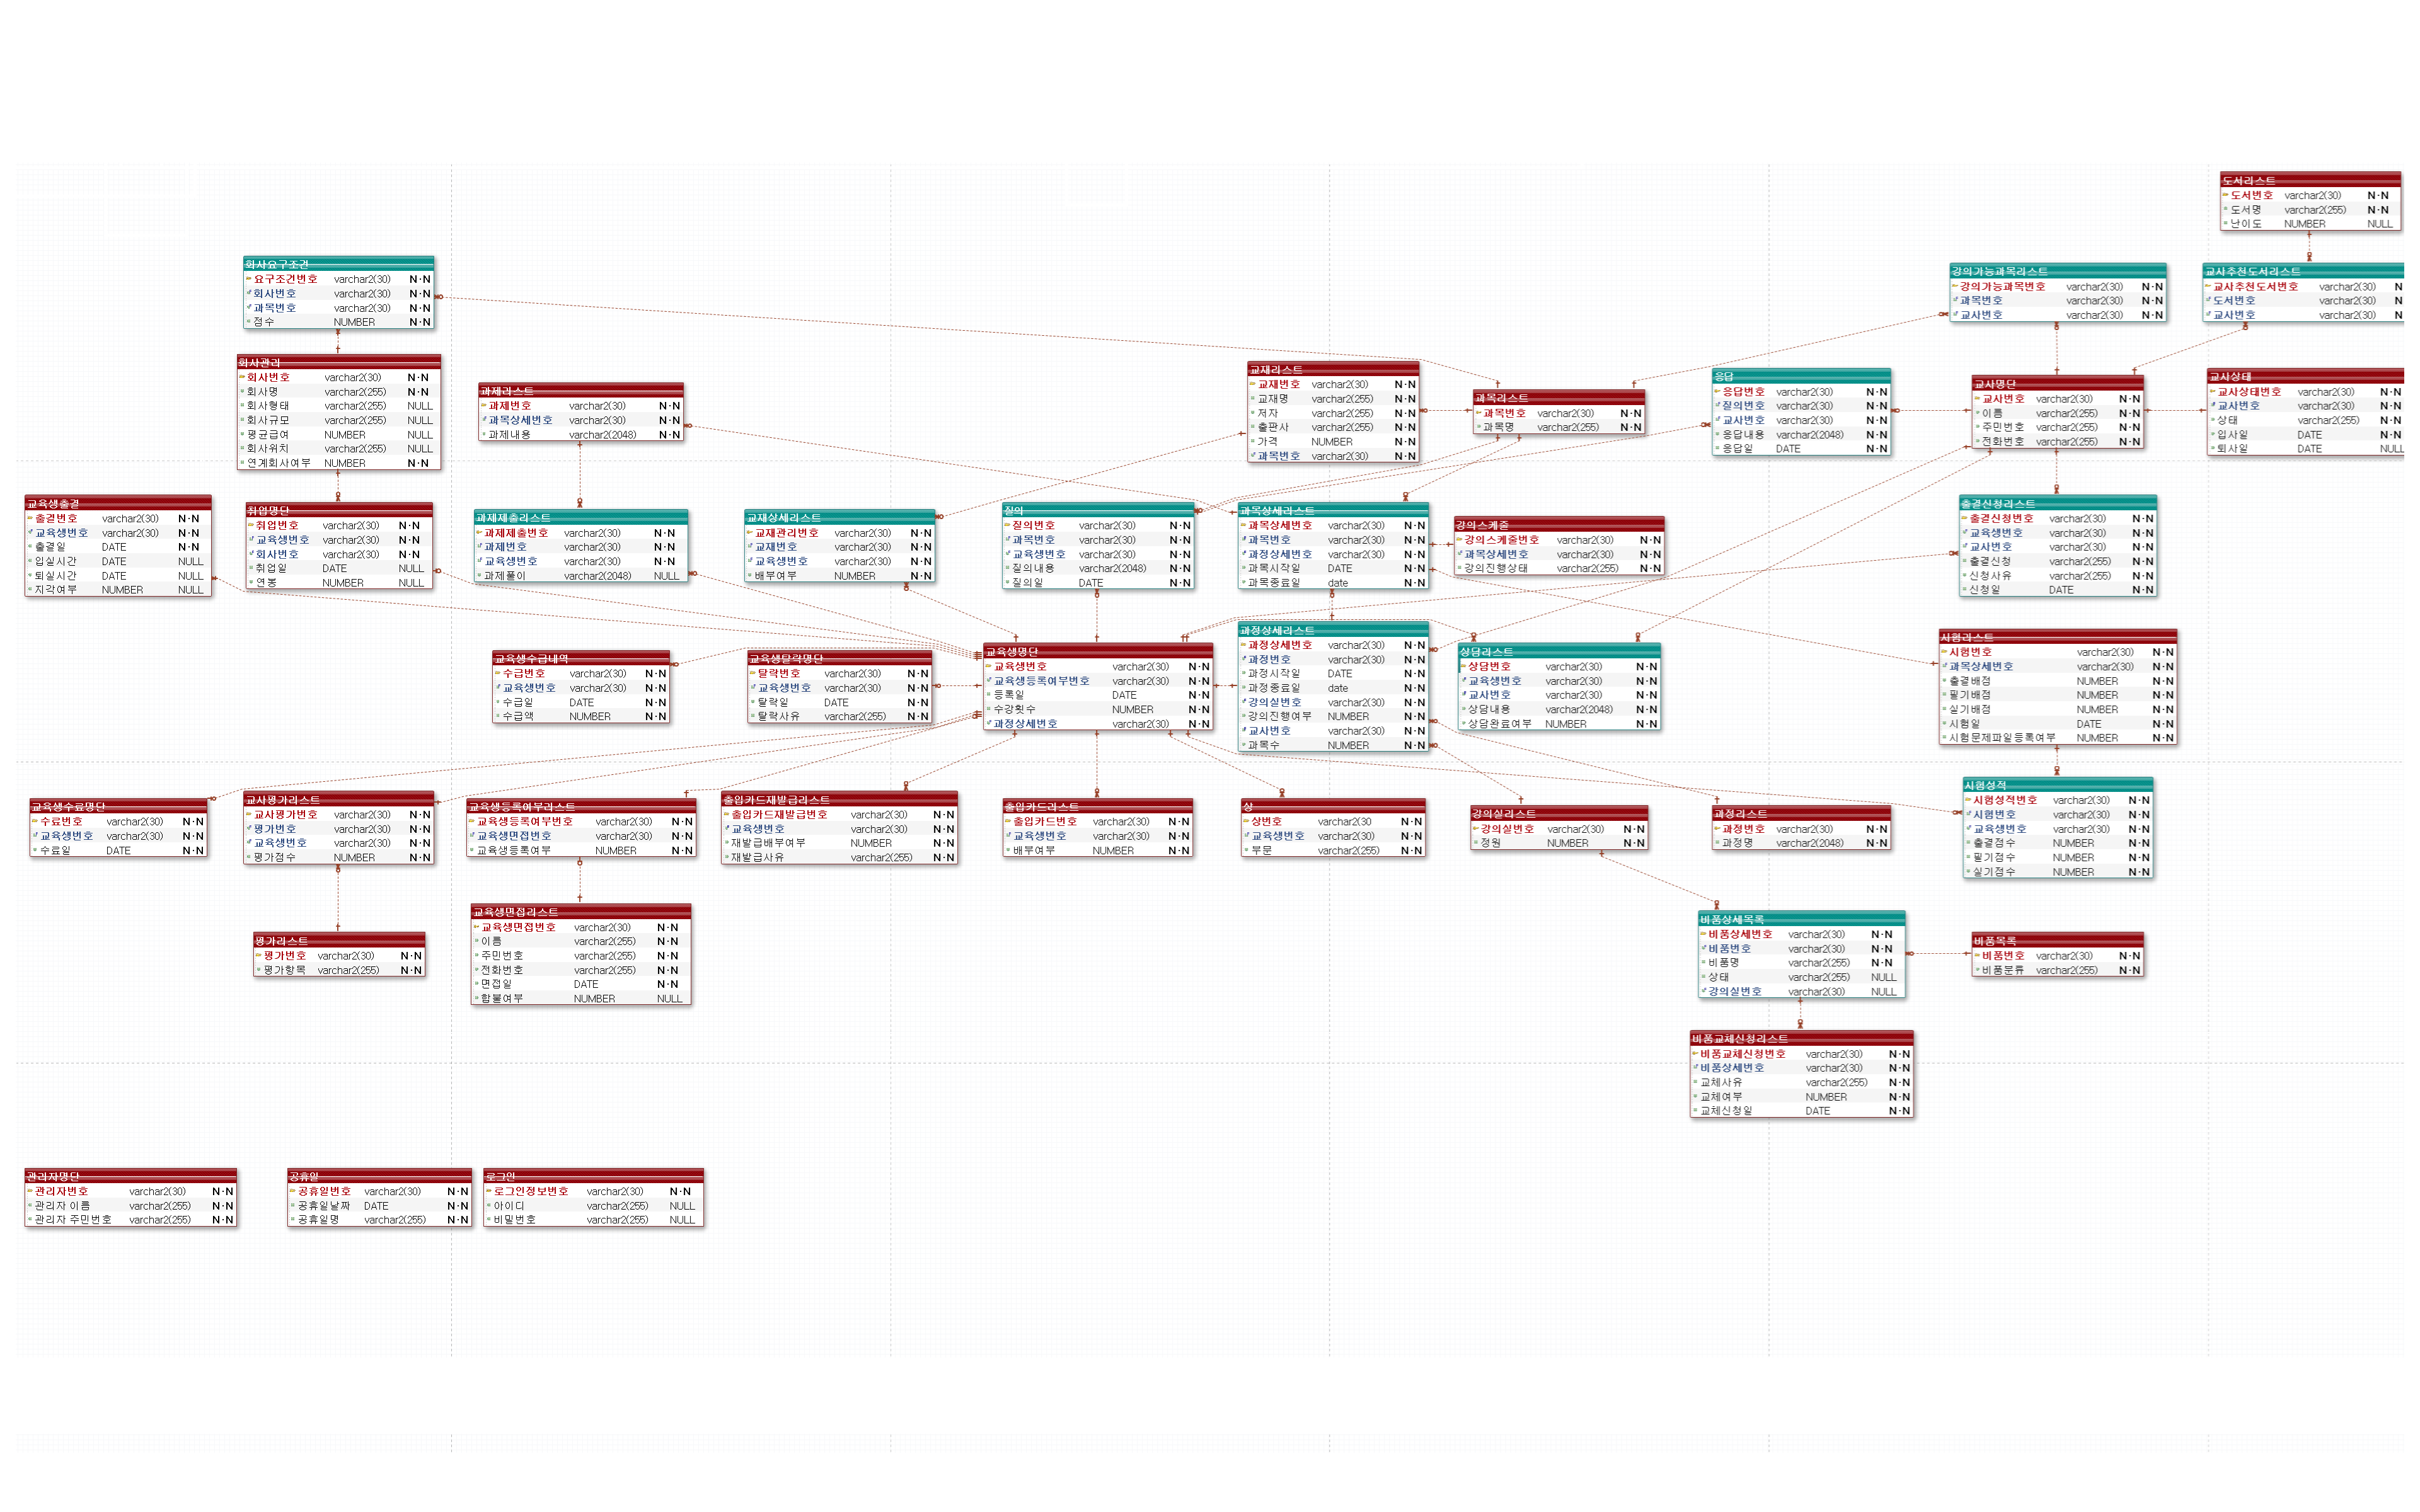 도서리스트
도서번호 varchar2(30) N·N
도서명 varchar2(255) N·N
난이도 NUMBER NULL
회사요구조건
요구조건번호 varchar2(30) N·N
회사번호 varchar2(30) N·N
과목번호 varchar2(30) N·N
점수 NUMBER N·N
강의가능과목리스트
강의가능과목번호 varchar2(30) N·N
과목번호 varchar2(30) N·N
교사번호 varchar2(30) N·N
교사추천도서리스트
교사추천도서번호 varchar2(30) N
도서번호 varchar2(30) N
교사번호 varchar2(30) N
회사관리
회사번호 varchar2(30) N·N
회사명 varchar2(255) N·N
회사형태 varchar2(255) NULL
회사규모 varchar2(255) NULL
평균급여 NUMBER NULL
회사위치 varchar2(255) NULL
연계회사여부 NUMBER N·N
과제리스트
과제번호 varchar2(30) N·N
과목상세번호 varchar2(30) N·N
과제내용 varchar2(2048) N·N
교재리스트
교재번호 varchar2(30) N·N
교재명 varchar2(255) N·N
저자 varchar2(255) N·N
출판사 varchar2(255) N·N
가격 NUMBER N·N
과목번호 varchar2(30) N·N
과목리스트
과목번호 varchar2(30) N·N
과목명 varchar2(255) N·N
응답
응답번호 varchar2(30) N·N
질의번호 varchar2(30) N·N
교사번호 varchar2(30) N·N
응답내용 varchar2(2048) N·N
응답일 DATE N·N
교사명단
교사번호 varchar2(30) N·N
이름 varchar2(255) N·N
주민번호 varchar2(255) N·N
전화번호 varchar2(255) N·N
교사상태
교사상태번호 varchar2(30) N·N
교사번호 varchar2(30) N·N
상태 varchar2(255) N·N
입사일 DATE N·N
퇴사일 DATE NULL
교육생출결
출결번호 varchar2(30) N·N
교육생번호 varchar2(30) N·N
출결일 DATE N·N
입실시간 DATE NULL
퇴실시간 DATE NULL
지각여부 NUMBER NULL
취업명단
취업번호 varchar2(30) N·N
교육생번호 varchar2(30) N·N
회사번호 varchar2(30) N·N
취업일 DATE NULL
연봉 NUMBER NULL
과제제출리스트
과제제출번호 varchar2(30) N·N
과제번호 varchar2(30) N·N
교육생번호 varchar2(30) N·N
과제풀이 varchar2(2048) NULL
교재상세리스트
교재관리번호 varchar2(30) N·N
교재번호 varchar2(30) N·N
교육생번호 varchar2(30) N·N
배부여부 NUMBER N·N
질의
질의번호 varchar2(30) N·N
과목번호 varchar2(30) N·N
교육생번호 varchar2(30) N·N
질의내용 varchar2(2048) N·N
질의일 DATE N·N
과목상세리스트
과목상세번호 varchar2(30) N·N
과목번호 varchar2(30) N·N
과정상세번호 varchar2(30) N·N
과목시작일 DATE N·N
과목종료일 date N·N
강의스케줄
강의스케줄번호 varchar2(30) N·N
과목상세번호 varchar2(30) N·N
강의진행상태 varchar2(255) N·N
출결신청리스트
출결신청번호 varchar2(30) N·N
교육생번호 varchar2(30) N·N
교사번호 varchar2(30) N·N
출결신청 varchar2(255) N·N
신청사유 varchar2(255) N·N
신청일 DATE N·N
교육생수급내역
수급번호 varchar2(30) N·N
교육생번호 varchar2(30) N·N
수급일 DATE N·N
수급액 NUMBER N·N
교육생탈락명단
탈락번호 varchar2(30) N·N
교육생번호 varchar2(30) N·N
탈락일 DATE N·N
탈락사유 varchar2(255) N·N
교육생명단
교육생번호 varchar2(30) N·N
교육생등록여부번호 varchar2(30) N·N
등록일 DATE N·N
수강횟수 NUMBER N·N
과정상세번호 varchar2(30) N·N
과정상세리스트
과정상세번호 varchar2(30) N·N
과정번호 varchar2(30) N·N
과정시작일 DATE N·N
과정종료일 date N·N
강의실번호 varchar2(30) N·N
강의진행여부 NUMBER N·N
교사번호 varchar2(30) N·N
과목수 NUMBER N·N
상담리스트
상담번호 varchar2(30) N·N
교육생번호 varchar2(30) N·N
교사번호 varchar2(30) N·N
상담내용 varchar2(2048) N·N
상담완료여부 NUMBER N·N
시험리스트
시험번호 varchar2(30) N·N
과목상세번호 varchar2(30) N·N
출결배점 NUMBER N·N
필기배점 NUMBER N·N
실기배점 NUMBER N·N
시험일 DATE N·N
시험문제파일등록여부 NUMBER N·N
교육생수료명단
수료번호 varchar2(30) N·N
교육생번호 varchar2(30) N·N
수료일 DATE N·N
교사평가리스트
교사평가번호 varchar2(30) N·N
평가번호 varchar2(30) N·N
교육생번호 varchar2(30) N·N
평가점수 NUMBER N·N
교육생등록여부리스트
교육생등록여부번호 varchar2(30) N·N
교육생면접번호 varchar2(30) N·N
교육생등록여부 NUMBER N·N
출입카드재발급리스트
출입카드재발급번호 varchar2(30) N·N
교육생번호 varchar2(30) N·N
재발급배부여부 NUMBER N·N
재발급사유 varchar2(255) N·N
출입카드리스트
출입카드번호 varchar2(30) N·N
교육생번호 varchar2(30) N·N
배부여부 NUMBER N·N
상
상번호 varchar2(30 N·N
교육생번호 varchar2(30) N·N
부문 varchar2(255) N·N
강의실리스트
강의실번호 varchar2(30) N·N
정원 NUMBER N·N
과정리스트
과정번호 varchar2(30) N·N
과정명 varchar2(2048) N·N
시험성적
시험성적번호 varchar2(30) N·N
시험번호 varchar2(30) N·N
교육생번호 varchar2(30) N·N
출결점수 NUMBER N·N
필기점수 NUMBER N·N
실기점수 NUMBER N·N
평가리스트
평가번호 varchar2(30) N·N
평가항목 varchar2(255) N·N
교육생면접리스트
교육생면접번호 varchar2(30) N·N
이름 varchar2(255) N·N
주민번호 varchar2(255) N·N
전화번호 varchar2(255) N·N
면접일 DATE N·N
합불여부 NUMBER NULL
비품상세목록
비품상세번호 varchar2(30) N·N
비품번호 varchar2(30) N·N
비품명 varchar2(255) N·N
상태 varchar2(255) NULL
강의실번호 varchar2(30) NULL
비품목록
비품번호 varchar2(30) N·N
비품분류 varchar2(255) N·N
비품교체신청리스트
비품교체신청번호 varchar2(30) N·N
비품상세번호 varchar2(30) N·N
교체사유 varchar2(255) N·N
교체여부 NUMBER N·N
교체신청일 DATE N·N
관리자명단
관리자번호 varchar2(30) N·N
관리자 이름 varchar2(255) N·N
관리자 주민번호 varchar2(255) N·N
공휴일
공휴일번호 varchar2(30) N·N
공휴일날짜 DATE N·N
공휴일명 varchar2(255) N·N
로그인
로그인정보번호 varchar2(30) N·N
아이디 varchar2(255) NULL
비밀번호 varchar2(255) NULL